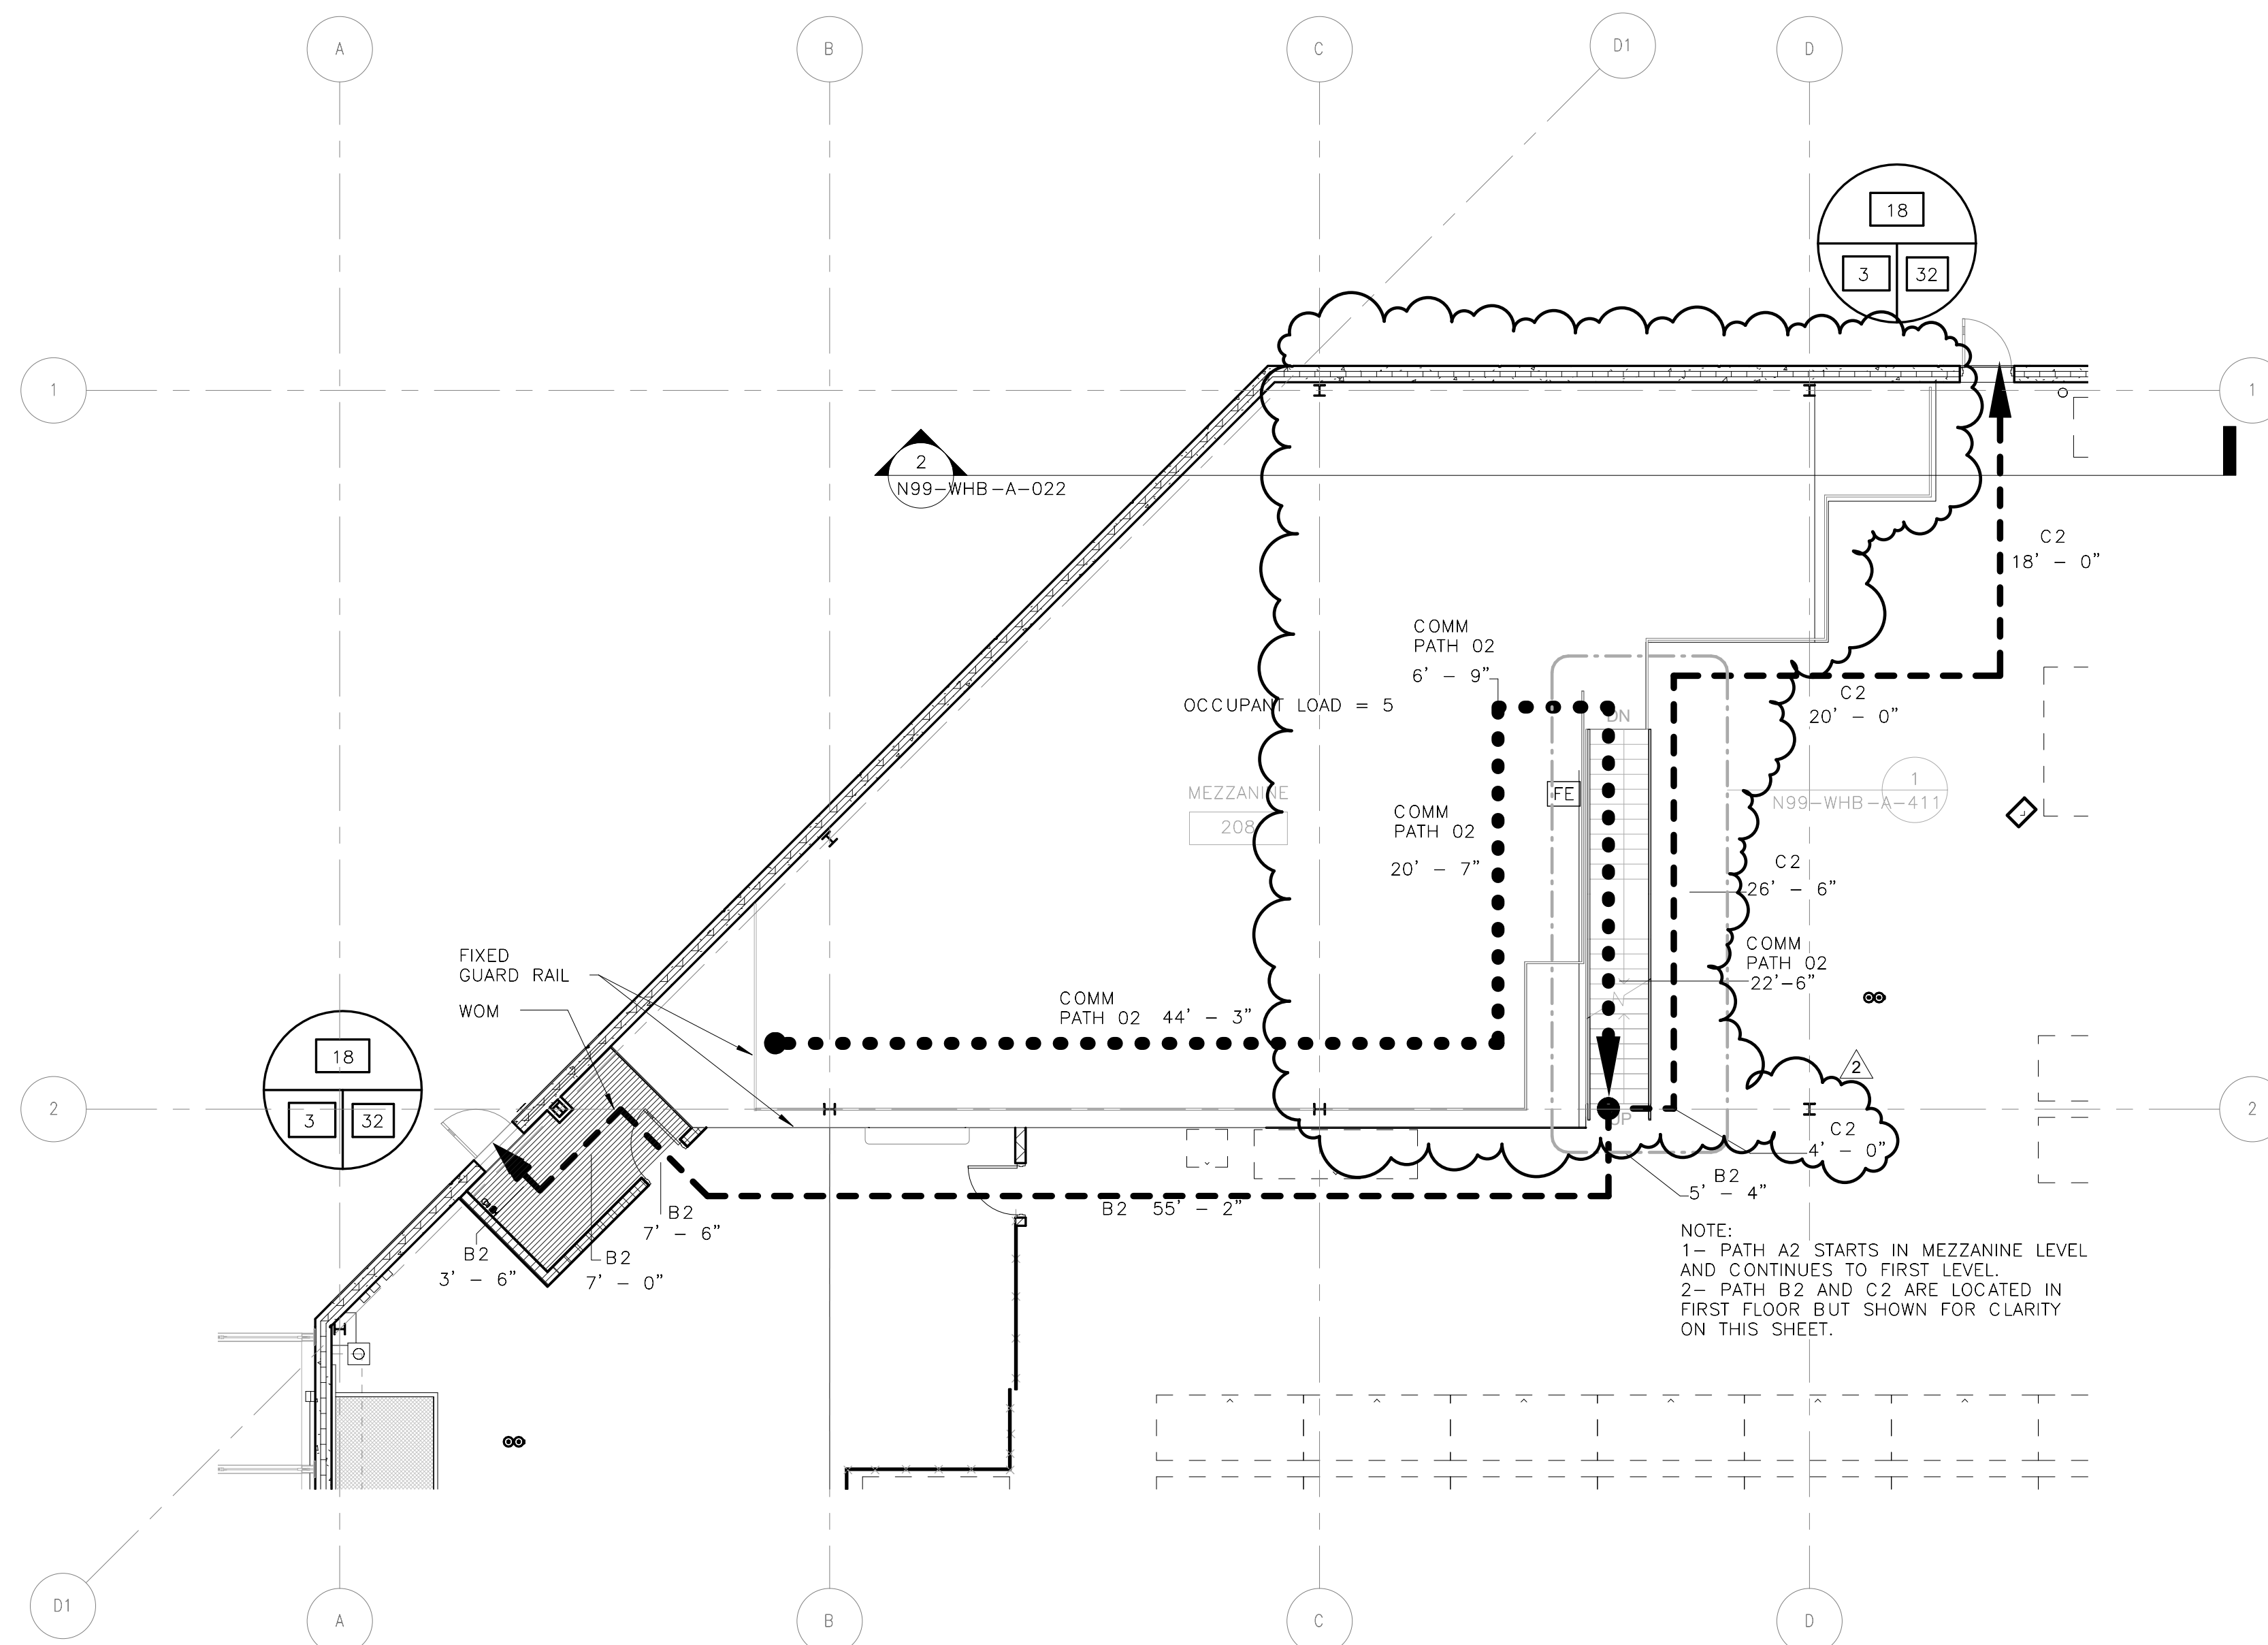 A
B
C
D1
D
18
3
32
1
1
2
N99-WHB-A-022
C2
18' - 0"
COMM
PATH 02
6' - 9"
OCCUPANT LOAD = 5
DN
C2
20' - 0"
MEZZANINE
208
FE
COMM
PATH 02
20' - 7"
1
N99-WHB-A-411
C2
26' - 6"
COMM
PATH 02
22'-6"
FIXED
GUARD RAIL
WOM
COMM
PATH 02 44' - 3"
18
3
32
2
2
2
UP
C2
4' - 0"
B2
5' - 4"
B2 55' - 2"
B2
7' - 6"
B2
7' - 0"
B2
3' - 6"
NOTE:
1- PATH A2 STARTS IN MEZZANINE LEVEL
AND CONTINUES TO FIRST LEVEL.
2- PATH B2 AND C2 ARE LOCATED IN
FIRST FLOOR BUT SHOWN FOR CLARITY
ON THIS SHEET.
D1
A
B
C
D